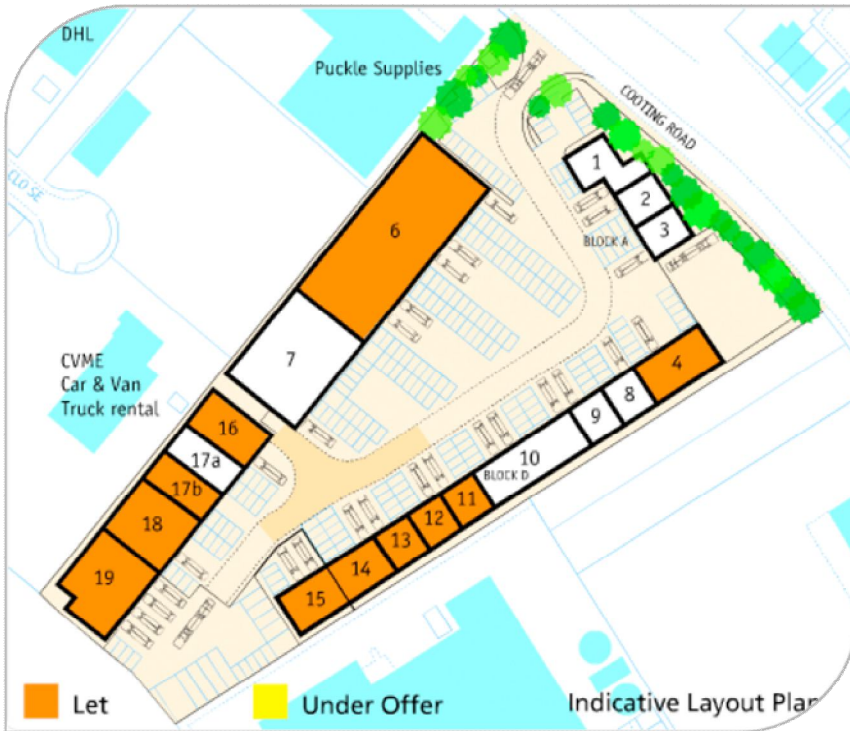 DHL
Puckle Supplies
COOTING ROAD
CLOSE
1
2
3
BLOCK A
6
7
4
8
9
10
BLOCK D
11
12
13
14
15
CVME
Car & Van
Truck rental
16
17a
17b
18
19
Let
Under Offer
Indicative Layout Plan